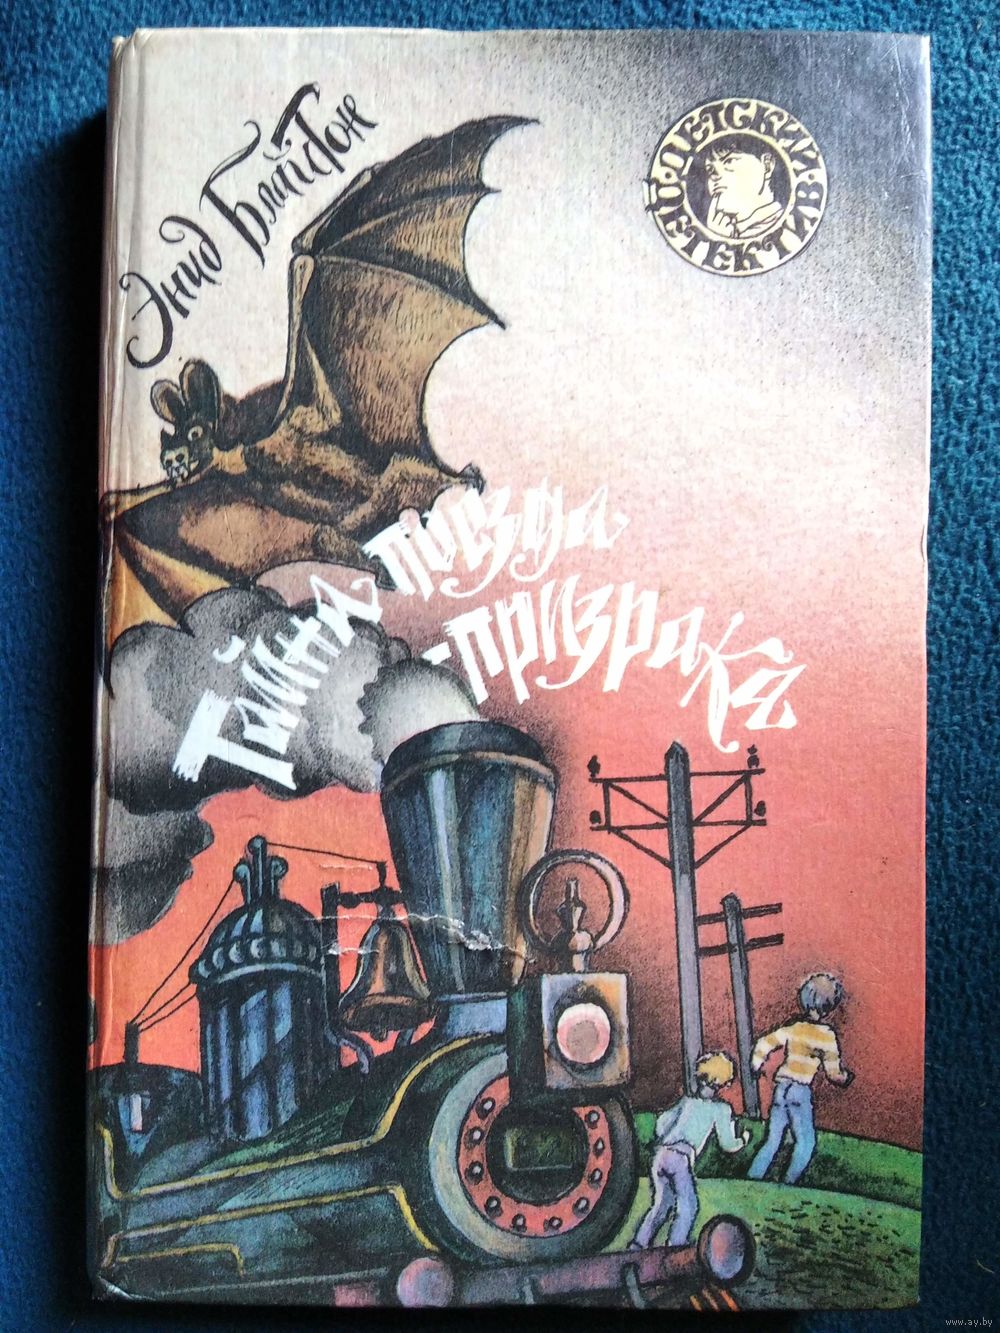 Энид Блайтон
ДЕТСКИЙ · ДЕТЕКТИВ ·
Тайна поезда
-призрака
www.ay.by